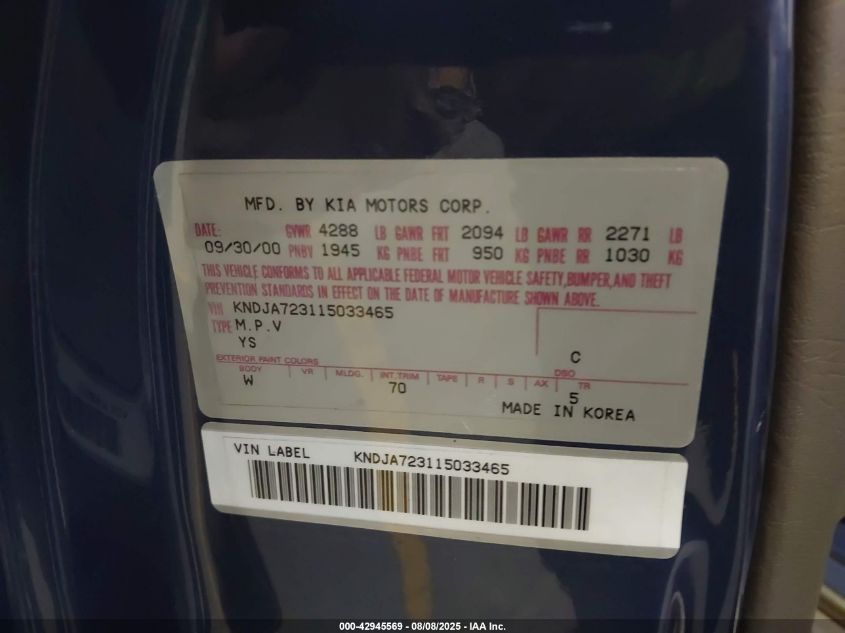 MFD. BY KIA MOTORS CORP.
DATE: GVWR 4288 LB GAWR FRT 2094 LB GAWR RR 2271 LB
09/30/00 PNBV 1945 KG PNBE FRT 950 KG PNBE RR 1030 KG
THIS VEHICLE CONFORMS TO ALL APPLICABLE FEDERAL MOTOR VEHICLE SAFETY,BUMPER,AND THEFT
PREVENTION STANDARDS IN EFFECT ON THE DATE OF MANUFACTURE SHOWN ABOVE.
VIN KNDJA723115033465
TYPE M.P.V
YS C
EXTERIOR PAINT COLORS DSO
BODY VR MLDG. INT.TRIM TAPE R S AX TR
W 70 5
MADE IN KOREA
VIN LABEL KNDJA723115033465
000-42945569 - 08/08/2025 - IAA Inc.